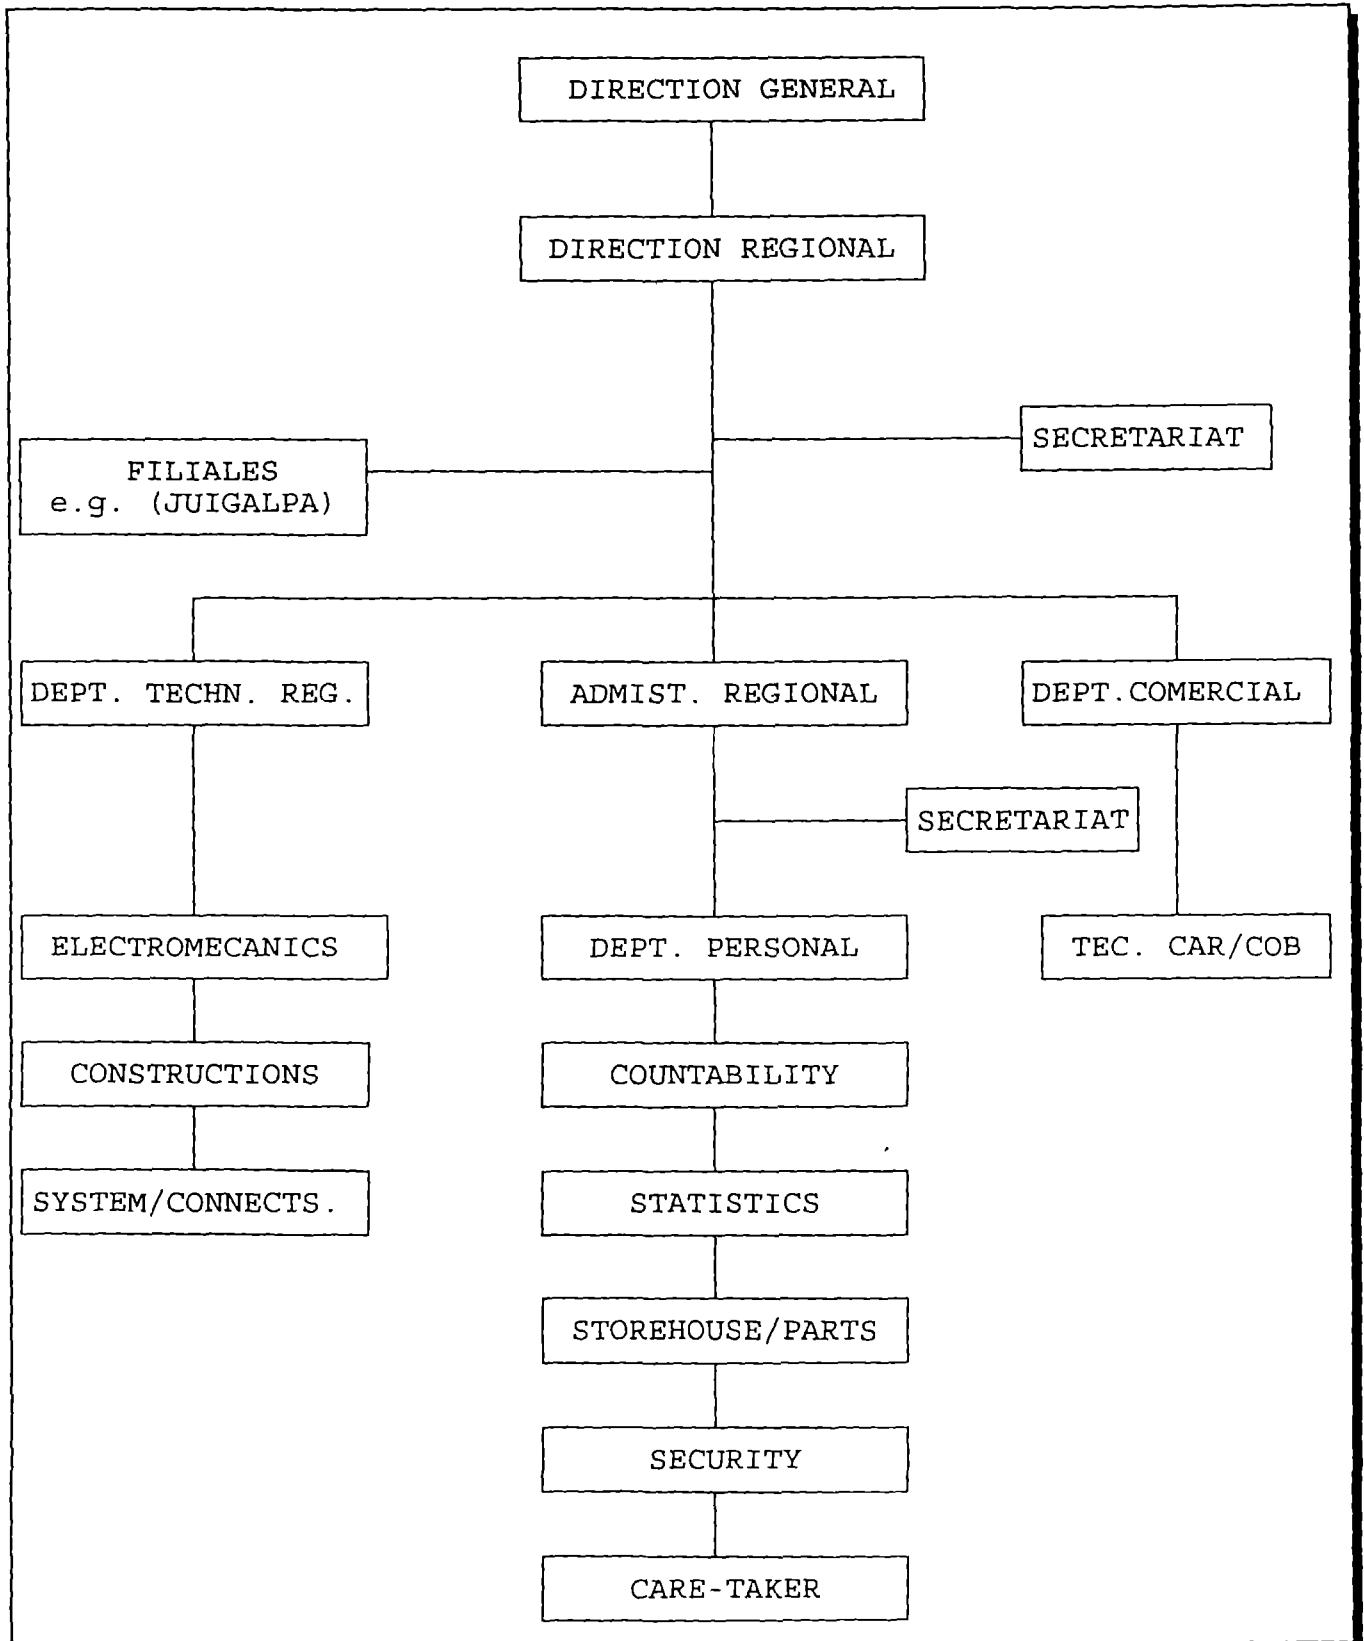 DIRECTION GENERAL
DIRECTION REGIONAL
SECRETARIAT
FILIALES
e.g. (JUIGALPA)
DEPT. TECHN. REG.
ADMIST. REGIONAL
DEPT.COMERCIAL
SECRETARIAT
ELECTROMECANICS
DEPT. PERSONAL
TEC. CAR/COB
CONSTRUCTIONS
COUNTABILITY
SYSTEM/CONNECTS.
STATISTICS
STOREHOUSE/PARTS
SECURITY
CARE-TAKER